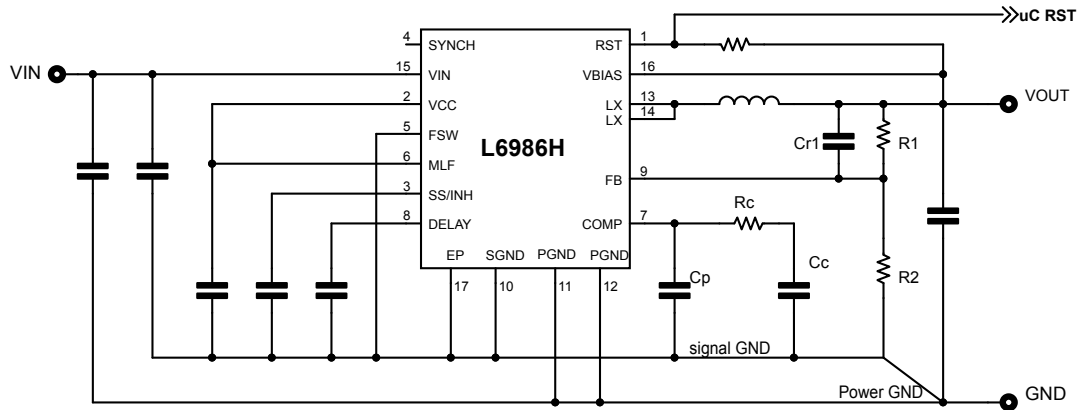 uC RST
4 SYNCH RST 1
VIN 15 VIN VBIAS 16
2 VCC LX 13 VOUT
LX 14
5 FSW
L6986H Cr1 R1
6 MLF
3 SS/INH FB 9
Rc
8 DELAY COMP 7
EP SGND PGND PGND
Cp Cc R2
17 10 11 12
signal GND
Power GND GND